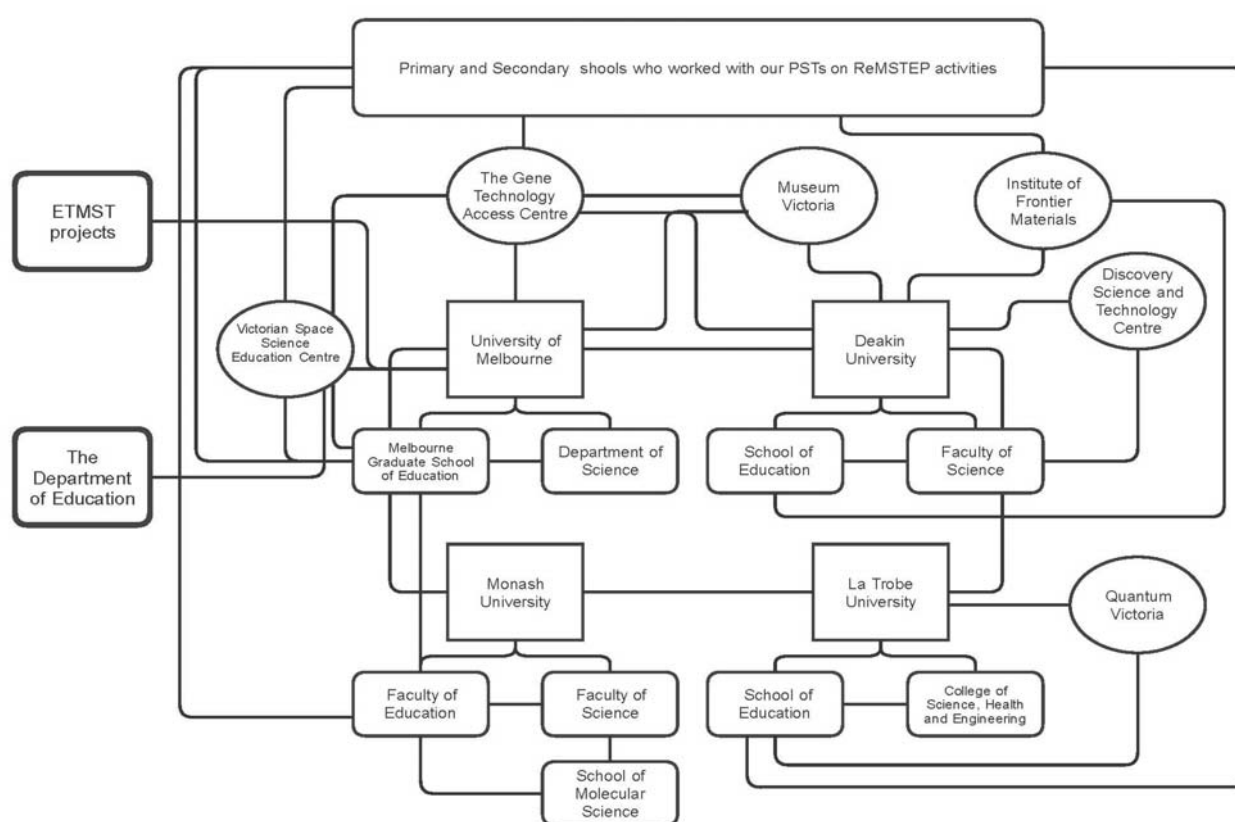 Primary and Secondary shools who worked with our PSTs on ReMSTEP activities
The Gene
Technology
Access Centre
Museum
Victoria
Institute of
Frontier
Materials
ETMST
projects
Discovery
Science and
Technology
Centre
Victorian Space
Science
Education Centre
University of
Melbourne
Deakin
University
The
Department
of Education
Melbourne
Graduate School
of Education
Department of
Science
School of
Education
Faculty of
Science
Monash
University
La Trobe
University
Quantum
Victoria
Faculty of
Education
Faculty of
Science
School of
Education
College of
Science, Health
and Engineering
School of
Molecular
Science